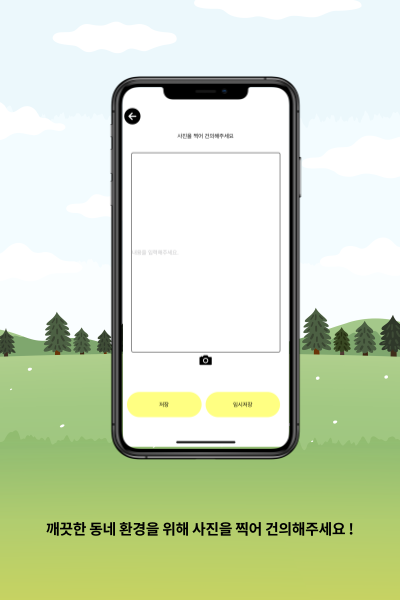 사진을 찍어 건의해주세요
내용을 입력해주세요.
저장
임시저장
깨끗한 동네 환경을 위해 사진을 찍어 건의해주세요 !